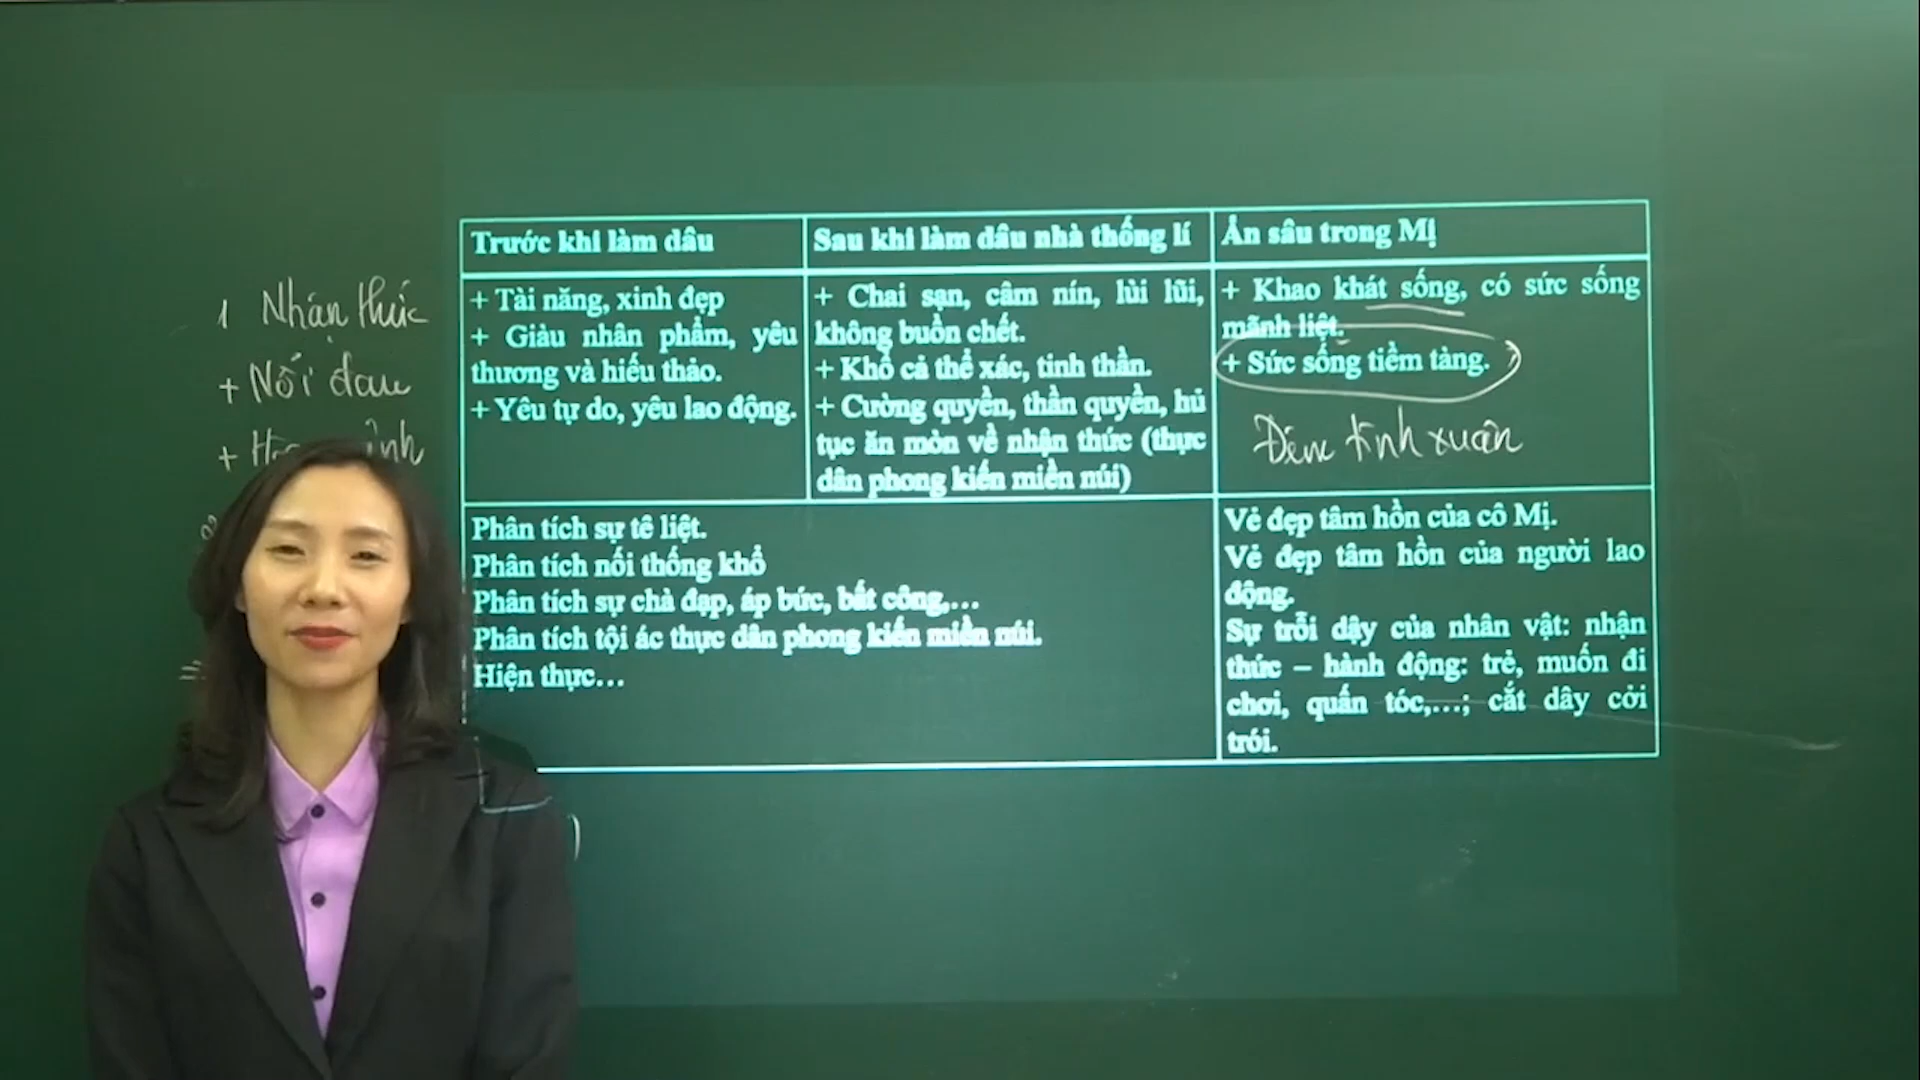 Trước khi làm dâu
Sau khi làm dâu nhà thống lí
Ẩn sâu trong Mị
+ Tài năng, xinh đẹp
+ Giàu nhân phẩm, yêu
thương và hiếu thảo.
+ Yêu tự do, yêu lao động.
+ Chai sạn, câm nín, lùi lũi,
không buồn chết.
+ Khổ cả thể xác, tinh thần.
+ Cường quyền, thần quyền, hủ
tục ăn mòn về nhận thức (thực
dân phong kiến miền núi)
+ Khao khát sống, có sức sống
mãnh liệt.
+ Sức sống tiềm tàng.
Đêm tình xuân
Phân tích sự tê liệt.
Phân tích nỗi thống khổ
Phân tích sự chà đạp, áp bức, bất công,...
Phân tích tội ác thực dân phong kiến miền núi.
Hiện thực...
Vẻ đẹp tâm hồn của cô Mị.
Vẻ đẹp tâm hồn của người lao
động.
Sự trỗi dậy của nhân vật: nhận
thức – hành động: trẻ, muốn đi
chơi, quấn tóc,...; cắt dây cởi
trói.
1 Nhận thức
+ Nỗi đau
+